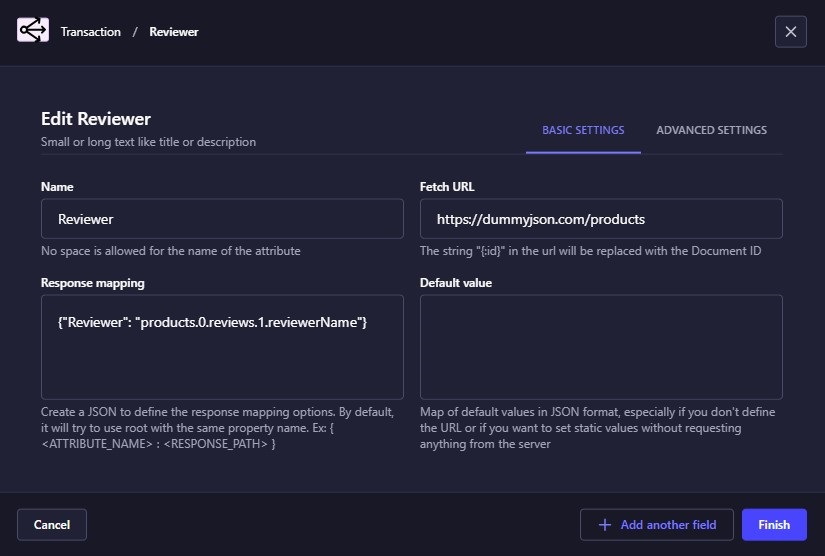 Transaction / Reviewer
Edit Reviewer
Small or long text like title or description
BASIC SETTINGS
ADVANCED SETTINGS
Name
Reviewer
No space is allowed for the name of the attribute
Fetch URL
https://dummyjson.com/products
The string "{:id}" in the url will be replaced with the Document ID
Response mapping
{"Reviewer": "products.0.reviews.1.reviewerName"}
Create a JSON to define the response mapping options. By default,
it will try to use root with the same property name. Ex: {
<ATTRIBUTE_NAME> : <RESPONSE_PATH> }
Default value
Map of default values in JSON format, especially if you don't define
the URL or if you want to set static values without requesting
anything from the server
Cancel
Add another field
Finish